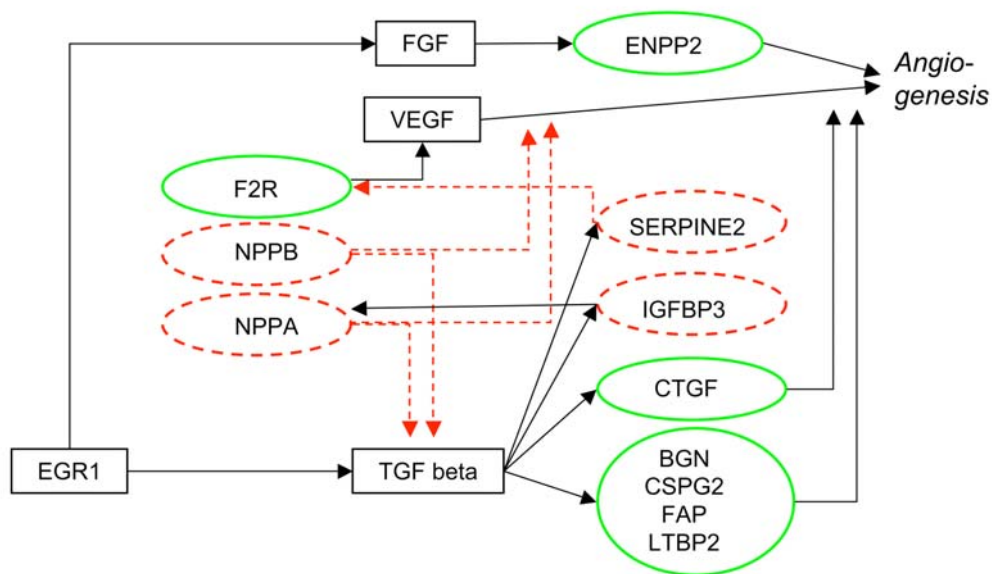 FGF
ENPP2
Angio-
genesis
VEGF
F2R
SERPINE2
NPPB
IGFBP3
NPPA
CTGF
EGR1
TGF beta
BGN
CSPG2
FAP
LTBP2